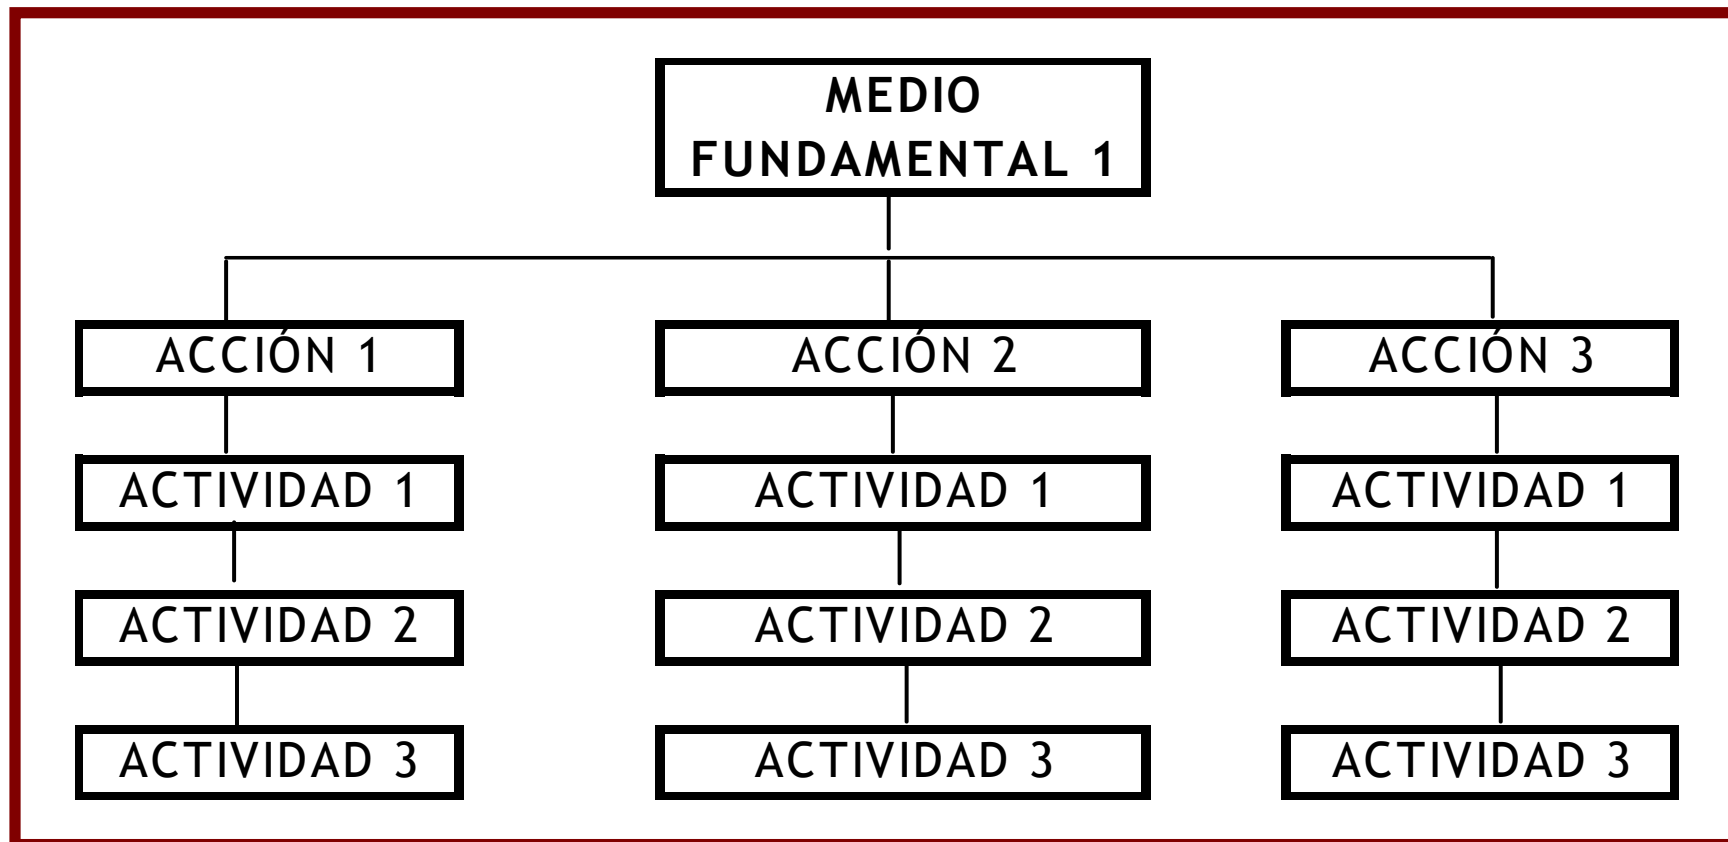 MEDIO
FUNDAMENTAL 1
ACCIÓN 1
ACCIÓN 2
ACCIÓN 3
ACTIVIDAD 1
ACTIVIDAD 1
ACTIVIDAD 1
ACTIVIDAD 2
ACTIVIDAD 2
ACTIVIDAD 2
ACTIVIDAD 3
ACTIVIDAD 3
ACTIVIDAD 3